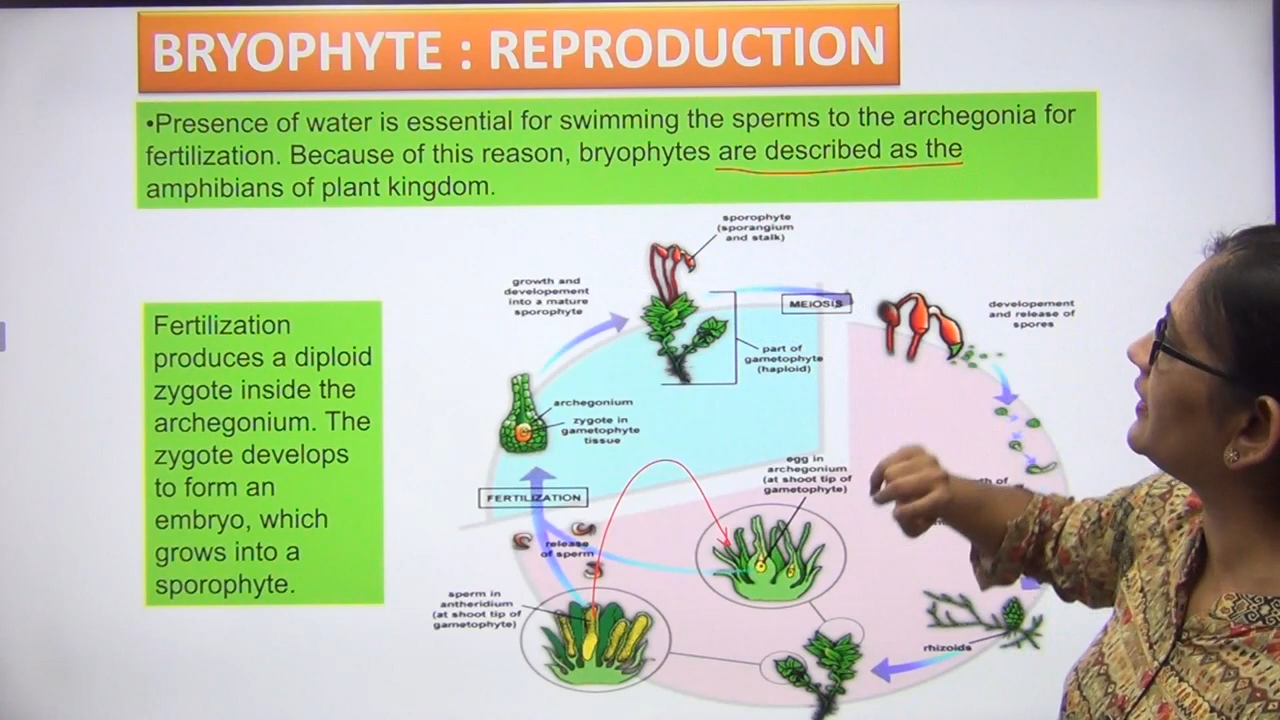 BRYOPHYTE : REPRODUCTION
•Presence of water is essential for swimming the sperms to the archegonia for
fertilization. Because of this reason, bryophytes are described as the
amphibians of plant kingdom.
Fertilization
produces a diploid
zygote inside the
archegonium. The
zygote develops
to form an
embryo, which
grows into a
sporophyte.
sporophyte
(sporangium
and stalk)
growth and
developement
into a mature
sporophyte
MEIOSIS
developement
and release of
spores
part of
gametophyte
(haploid)
archegonium
zygote in
gametophyte
tissue
egg in
archegonium
(at shoot tip of
gametophyte)
FERTILIZATION
release
of sperm
sperm in
antheridium
(at shoot tip of
gametophyte)
of
rhizoids